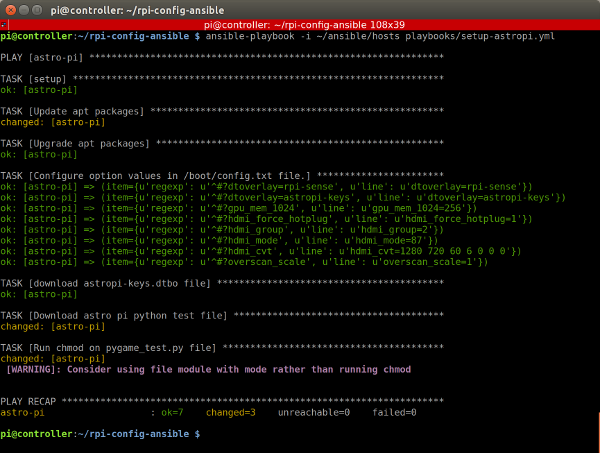 pi@controller: ~/rpi-config-ansible
pi@controller: ~/rpi-config-ansible 108x39
pi@controller:~/rpi-config-ansible $ ansible-playbook -i ~/ansible/hosts playbooks/setup-astropi.yml
PLAY [astro-pi] ****************************************************************
TASK [setup] *******************************************************************
ok: [astro-pi]
TASK [Update apt packages] *****************************************************
changed: [astro-pi]
TASK [Upgrade apt packages] ****************************************************
ok: [astro-pi]
TASK [Configure option values in /boot/config.txt file.] ***********************
ok: [astro-pi] => (item={u'regexp': u'^#?dtoverlay=rpi-sense', u'line': u'dtoverlay=rpi-sense'})
ok: [astro-pi] => (item={u'regexp': u'^#?dtoverlay=astropi-keys', u'line': u'dtoverlay=astropi-keys'})
ok: [astro-pi] => (item={u'regexp': u'^#?gpu_mem_1024', u'line': u'gpu_mem_1024=256'})
ok: [astro-pi] => (item={u'regexp': u'^#?hdmi_force_hotplug', u'line': u'hdmi_force_hotplug=1'})
ok: [astro-pi] => (item={u'regexp': u'^#?hdmi_group', u'line': u'hdmi_group=2'})
ok: [astro-pi] => (item={u'regexp': u'^#?hdmi_mode', u'line': u'hdmi_mode=87'})
ok: [astro-pi] => (item={u'regexp': u'^#?hdmi_cvt', u'line': u'hdmi_cvt=1280 720 60 6 0 0 0'})
ok: [astro-pi] => (item={u'regexp': u'^#?overscan_scale', u'line': u'overscan_scale=1'})
TASK [download astropi-keys.dtbo file] *****************************************
ok: [astro-pi]
TASK [Download astro pi python test file] **************************************
changed: [astro-pi]
TASK [Run chmod on pygame_test.py file] ****************************************
changed: [astro-pi]
[WARNING]: Consider using file module with mode rather than running chmod
PLAY RECAP *********************************************************************
astro-pi : ok=7 changed=3 unreachable=0 failed=0
pi@controller:~/rpi-config-ansible $